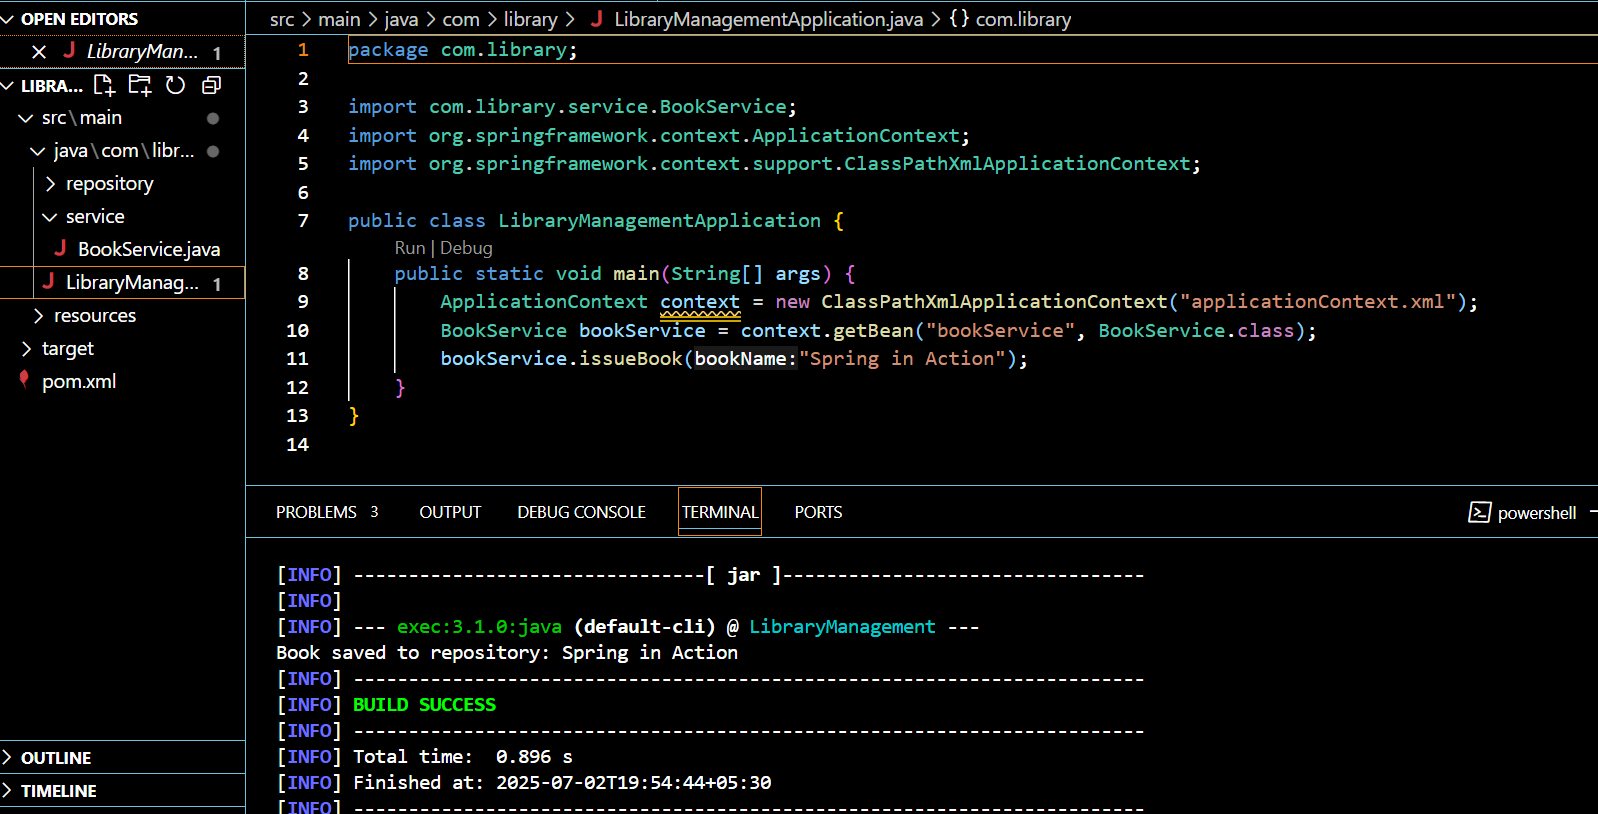 OPEN EDITORS
LibraryMan... 1
LIBRA...
src\main
java\com\libr...
repository
service
BookService.java
LibraryManag... 1
resources
target
pom.xml
OUTLINE
TIMELINE
src > main > java > com > library > LibraryManagementApplication.java > {} com.library
1 package com.library;
2
3 import com.library.service.BookService;
4 import org.springframework.context.ApplicationContext;
5 import org.springframework.context.support.ClassPathXmlApplicationContext;
6
7 public class LibraryManagementApplication {
Run | Debug
8 public static void main(String[] args) {
9 ApplicationContext context = new ClassPathXmlApplicationContext("applicationContext.xml");
10 BookService bookService = context.getBean("bookService", BookService.class);
11 bookService.issueBook(bookName:"Spring in Action");
12 }
13 }
14
PROBLEMS 3 OUTPUT DEBUG CONSOLE TERMINAL PORTS powershell
[INFO] --------------------------------[ jar ]---------------------------------
[INFO]
[INFO] --- exec:3.1.0:java (default-cli) @ LibraryManagement ---
Book saved to repository: Spring in Action
[INFO] ------------------------------------------------------------------------
[INFO] BUILD SUCCESS
[INFO] ------------------------------------------------------------------------
[INFO] Total time:  0.896 s
[INFO] Finished at: 2025-07-02T19:54:44+05:30
[INFO] ------------------------------------------------------------------------